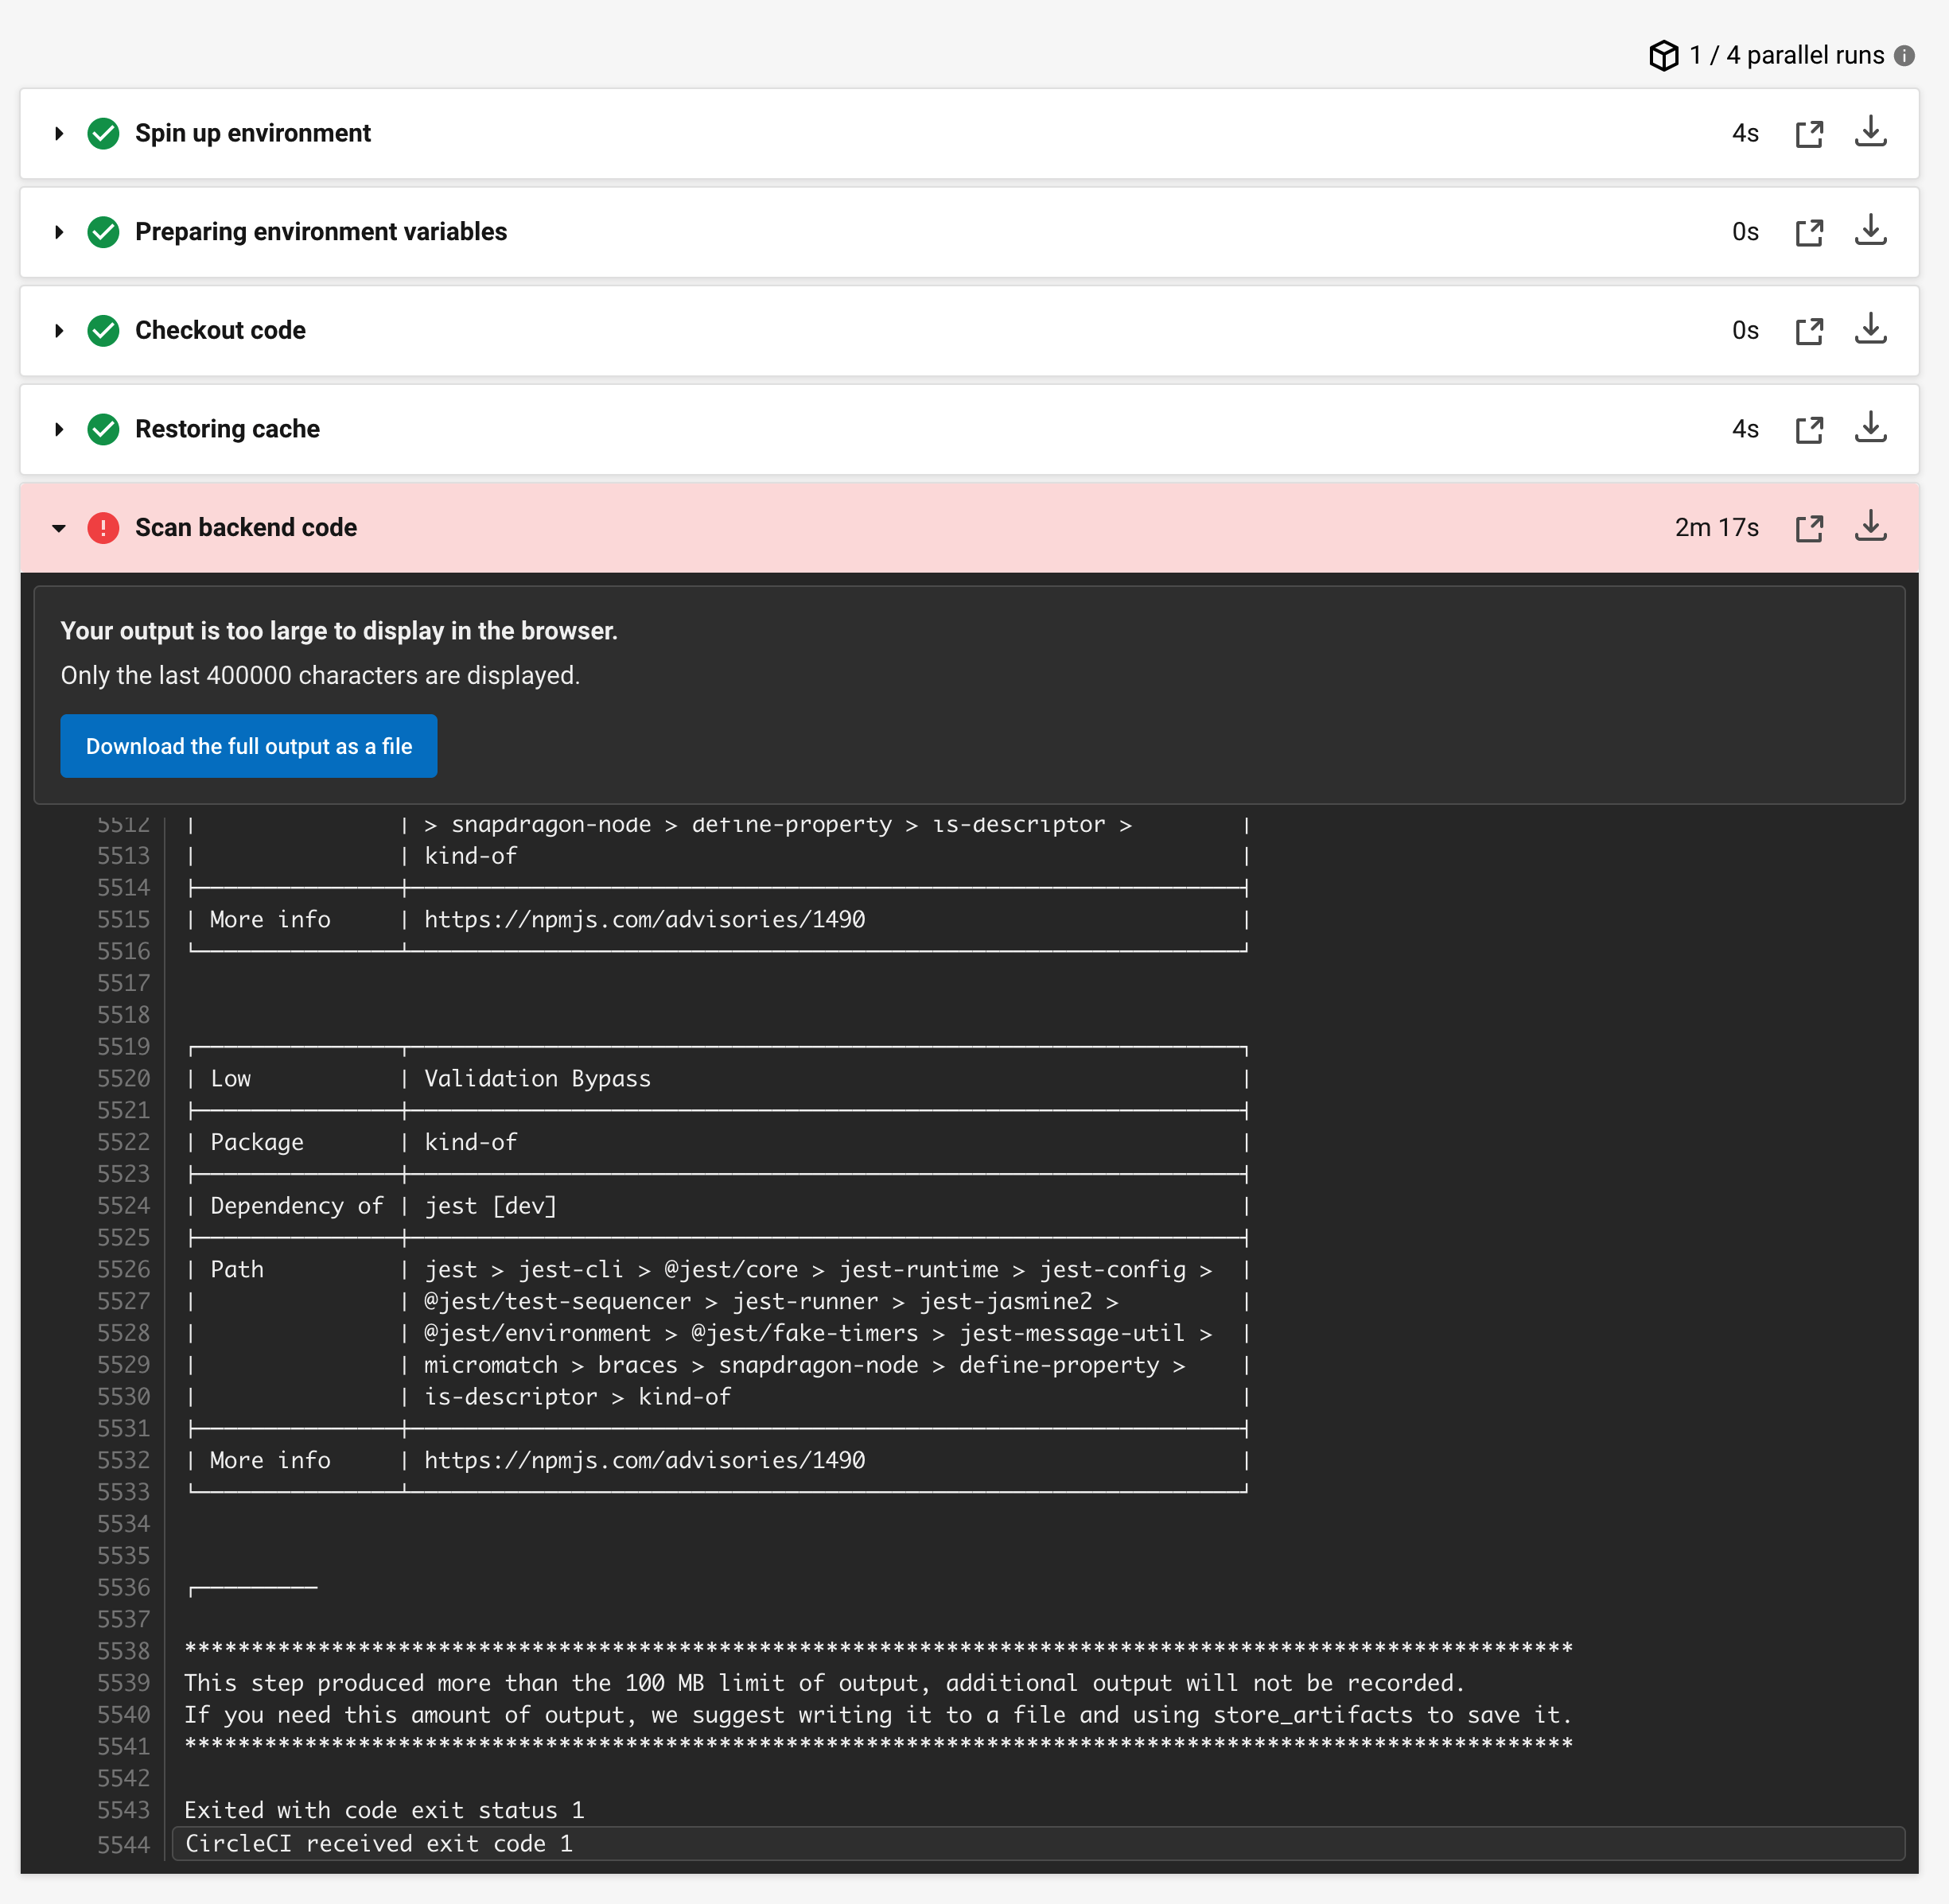 1 / 4 parallel runs
Spin up environment 4s
Preparing environment variables 0s
Checkout code 0s
Restoring cache 4s
Scan backend code 2m 17s
Your output is too large to display in the browser.
Only the last 400000 characters are displayed.
Download the full output as a file
5512 | | > snapdragon-node > define-property > is-descriptor > |
5513 | | kind-of |
5514
5515 | More info | https://npmjs.com/advisories/1490 |
5516
5517
5518
5519
5520 | Low | Validation Bypass |
5521
5522 | Package | kind-of |
5523
5524 | Dependency of | jest [dev] |
5525
5526 | Path | jest > jest-cli > @jest/core > jest-runtime > jest-config > |
5527 | | @jest/test-sequencer > jest-runner > jest-jasmine2 > |
5528 | | @jest/environment > @jest/fake-timers > jest-message-util > |
5529 | | micromatch > braces > snapdragon-node > define-property > |
5530 | | is-descriptor > kind-of |
5531
5532 | More info | https://npmjs.com/advisories/1490 |
5533
5534
5535
5536
5537
5538 ********************************************************************************************************
5539 This step produced more than the 100 MB limit of output, additional output will not be recorded.
5540 If you need this amount of output, we suggest writing it to a file and using store_artifacts to save it.
5541 ********************************************************************************************************
5542
5543 Exited with code exit status 1
5544 CircleCI received exit code 1